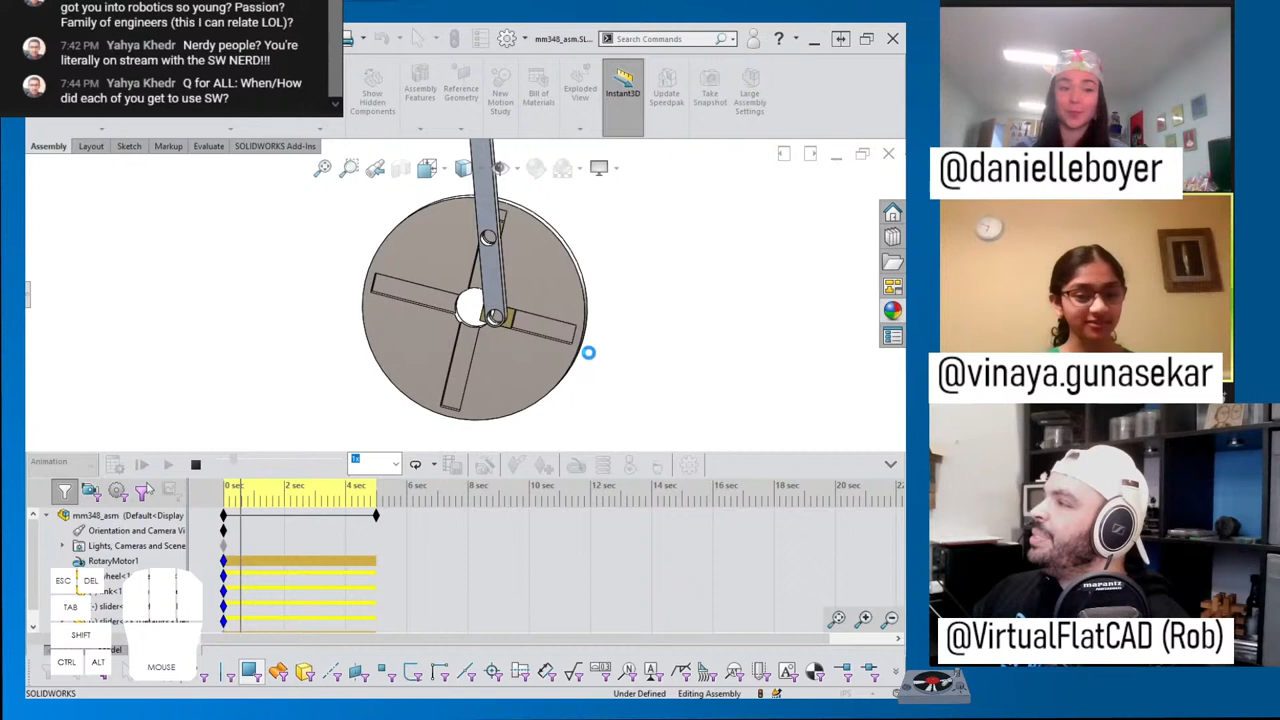 got you into robotics so young? Passion?
Family of engineers (this I can relate LOL)?
7:42 PM Yahya Khedr Nerdy people? You're
literally on stream with the SW NERD!!!
7:44 PM Yahya Khedr Q for ALL: When/How
did each of you get to use SW?
mm348_asm.SL...
Search Commands
Show
Hidden
Components
Assembly
Features
Reference
Geometry
New
Motion
Study
Bill of
Materials
Exploded
View
Instant3D
Update
Speedpak
Take
Snapshot
Large
Assembly
Settings
Assembly Layout Sketch Markup Evaluate SOLIDWORKS Add-Ins
@danielleboyer
@vinaya.gunasekar
@VirtualFlatCAD (Rob)
Animation
1x
0 sec 2 sec 4 sec 6 sec 8 sec 10 sec 12 sec 14 sec 16 sec 18 sec 20 sec 22
mm348_asm (Default<Display
Orientation and Camera Vi
Lights, Cameras and Scene
RotaryMotor1
ESC DEL
TAB
SHIFT
CTRL ALT
MOUSE
SOLIDWORKS
Under Defined
Editing Assembly
IPS
marantz
PROFESSIONAL